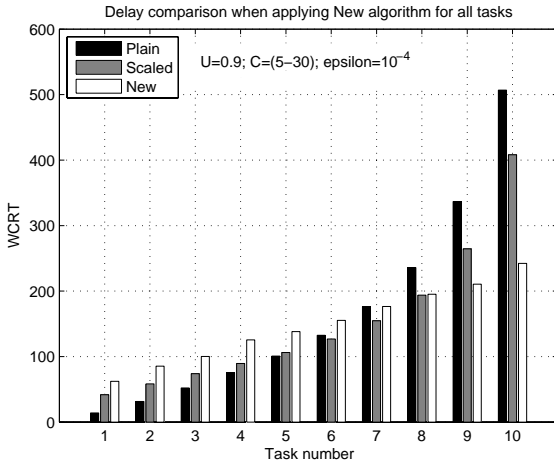 Delay comparison when applying New algorithm for all tasks
600
500
400
300
200
100
0
WCRT
Plain
Scaled
New
U=0.9; C=(5−30); epsilon=10⁻⁴
1 2 3 4 5 6 7 8 9 10
Task number